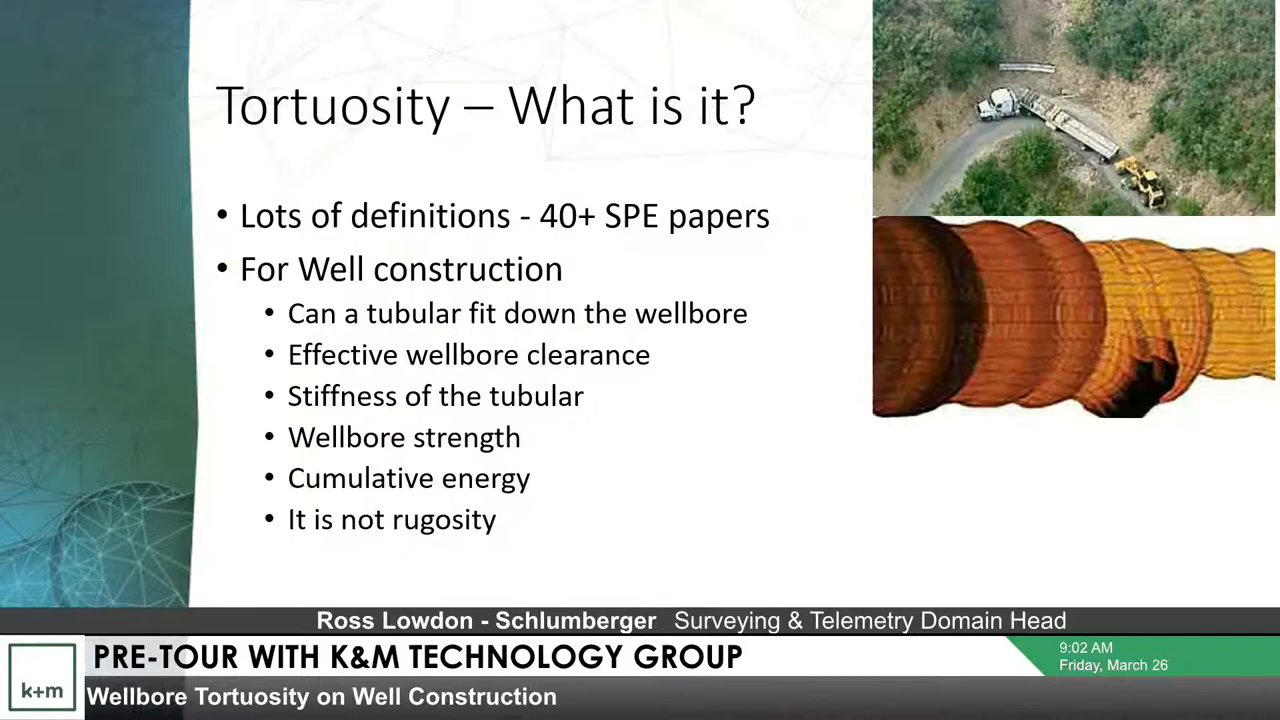 Tortuosity – What is it?
• Lots of definitions - 40+ SPE papers
• For Well construction
• Can a tubular fit down the wellbore
• Effective wellbore clearance
• Stiffness of the tubular
• Wellbore strength
• Cumulative energy
• It is not rugosity
Ross Lowdon - Schlumberger Surveying & Telemetry Domain Head
k+m
PRE-TOUR WITH K&M TECHNOLOGY GROUP
9:02 AM
Friday, March 26
Wellbore Tortuosity on Well Construction